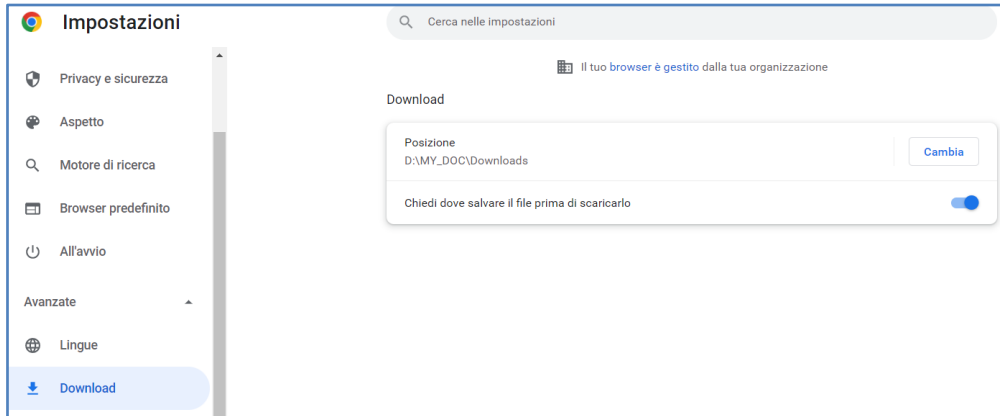 Impostazioni
Cerca nelle impostazioni
Il tuo browser è gestito dalla tua organizzazione
Privacy e sicurezza
Aspetto
Motore di ricerca
Browser predefinito
All'avvio
Avanzate
Lingue
Download
Download
Posizione
D:\MY_DOC\Downloads
Cambia
Chiedi dove salvare il file prima di scaricarlo